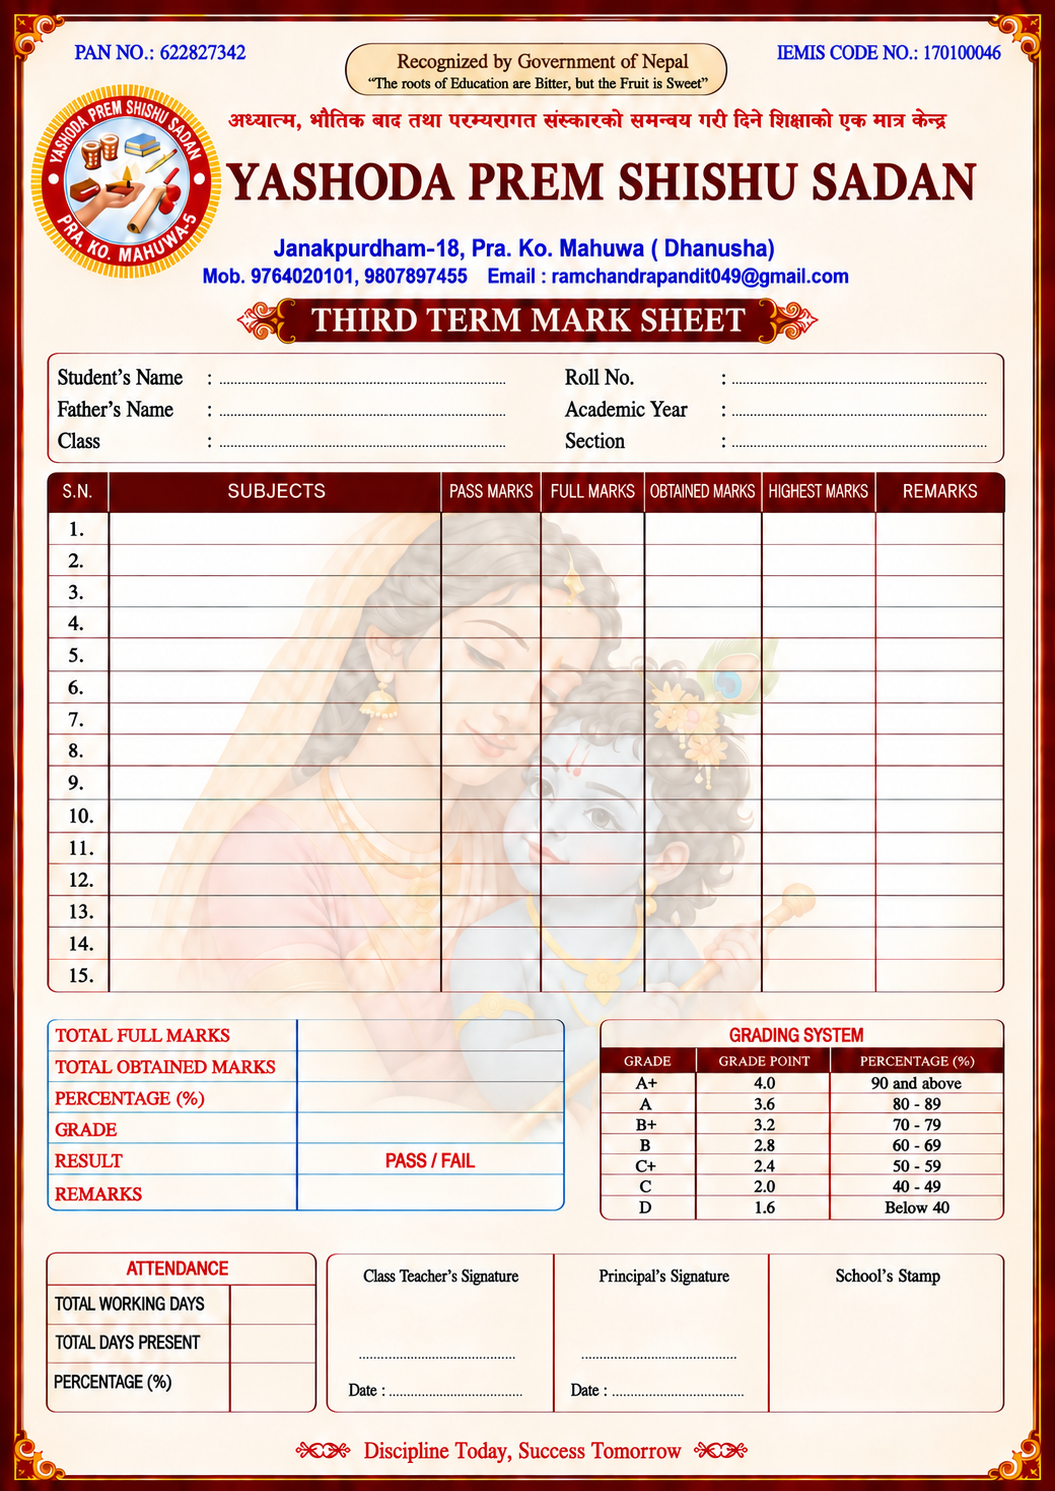 PAN NO.: 622827342
IEMIS CODE NO.: 170100046
Recognized by Government of Nepal
“The roots of Education are Bitter, but the Fruit is Sweet”
अध्यात्म, भौतिक बाद तथा परम्परागत संस्कारको समन्वय गरी दिने शिक्षाको एक मात्र केन्द्र
YASHODA PREM SHISHU SADAN
PRA. KO. MAHUWA-5
YASHODA PREM SHISHU SADAN
Janakpurdham-18, Pra. Ko. Mahuwa ( Dhanusha)
Mob. 9764020101, 9807897455 Email : ramchandrapandit049@gmail.com
THIRD TERM MARK SHEET
Student’s Name : ........................ Roll No. : ........................
Father’s Name : ........................ Academic Year : ........................
Class : ........................ Section : ........................
S.N. SUBJECTS PASS MARKS FULL MARKS OBTAINED MARKS HIGHEST MARKS REMARKS
1.
2.
3.
4.
5.
6.
7.
8.
9.
10.
11.
12.
13.
14.
15.
TOTAL FULL MARKS
TOTAL OBTAINED MARKS
PERCENTAGE (%)
GRADE
RESULT PASS / FAIL
REMARKS
GRADING SYSTEM
GRADE GRADE POINT PERCENTAGE (%)
A+ 4.0 90 and above
A 3.6 80 - 89
B+ 3.2 70 - 79
B 2.8 60 - 69
C+ 2.4 50 - 59
C 2.0 40 - 49
D 1.6 Below 40
ATTENDANCE
TOTAL WORKING DAYS
TOTAL DAYS PRESENT
PERCENTAGE (%)
Class Teacher’s Signature Principal’s Signature School’s Stamp
........................ ........................
Date : ........................ Date : ........................
Discipline Today, Success Tomorrow